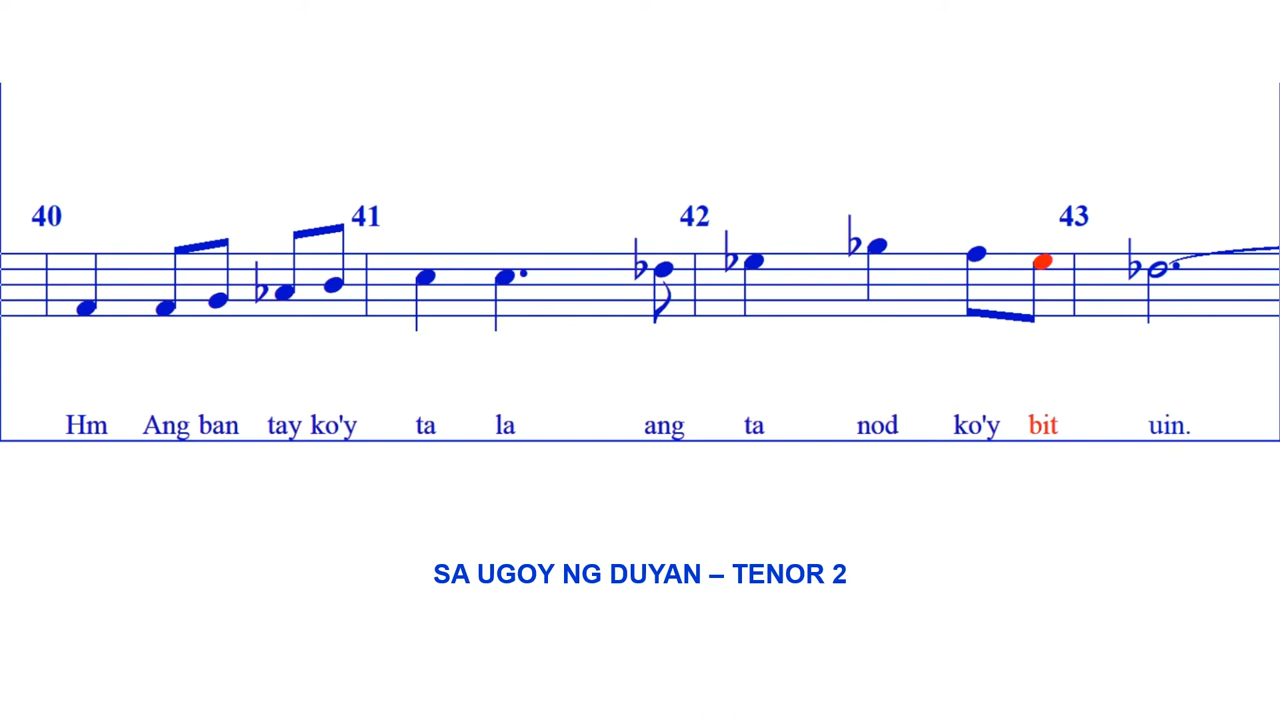 40 41 42 43
Hm Ang ban tay ko'y ta la ang ta nod ko'y bit uin.
SA UGOY NG DUYAN – TENOR 2